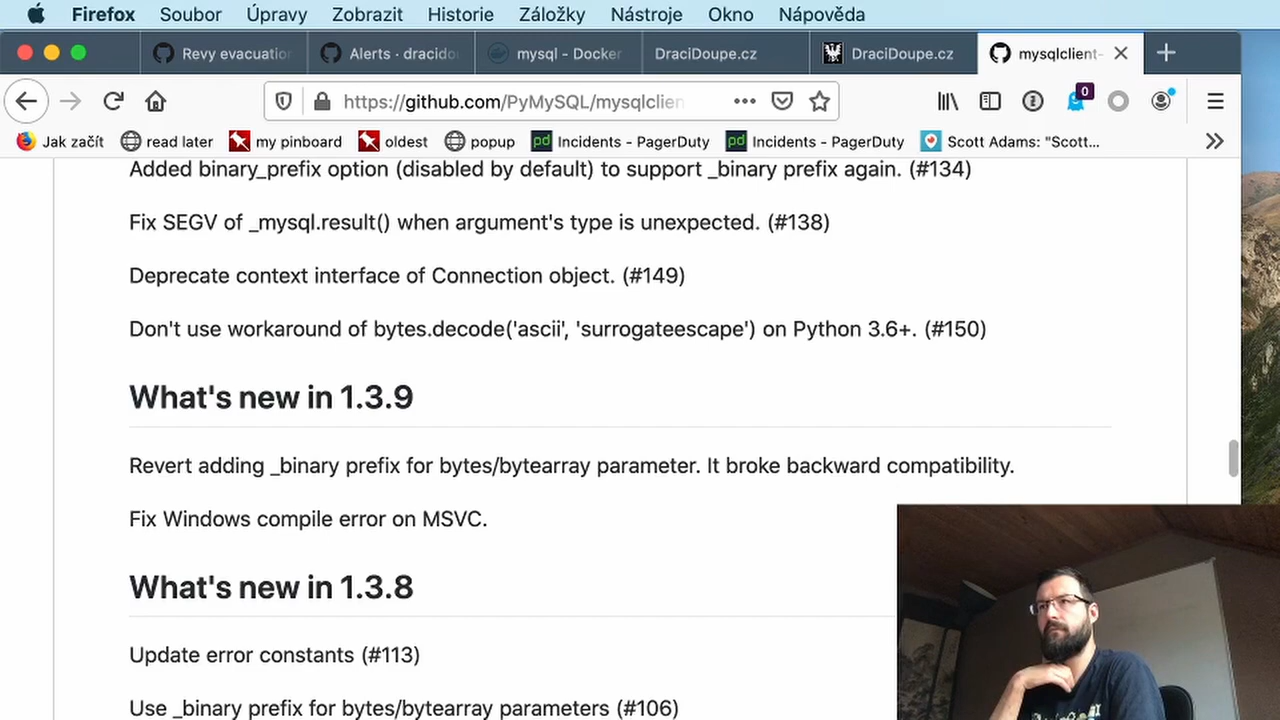 Firefox Soubor Úpravy Zobrazit Historie Záložky Nástroje Okno Nápověda
Revy evacuation Alerts · dracido mysql - Docker DraciDoupe.cz DraciDoupe.cz mysqlclient-
https://github.com/PyMySQL/mysqlclien 0
Jak začít read later my pinboard oldest popup pd Incidents - PagerDuty pd Incidents - PagerDuty Scott Adams: "Scott...
Added binary_prefix option (disabled by default) to support _binary prefix again. (#134)
Fix SEGV of _mysql.result() when argument's type is unexpected. (#138)
Deprecate context interface of Connection object. (#149)
Don't use workaround of bytes.decode('ascii', 'surrogateescape') on Python 3.6+. (#150)
What's new in 1.3.9
Revert adding _binary prefix for bytes/bytearray parameter. It broke backward compatibility.
Fix Windows compile error on MSVC.
What's new in 1.3.8
Update error constants (#113)
Use _binary prefix for bytes/bytearray parameters (#106)